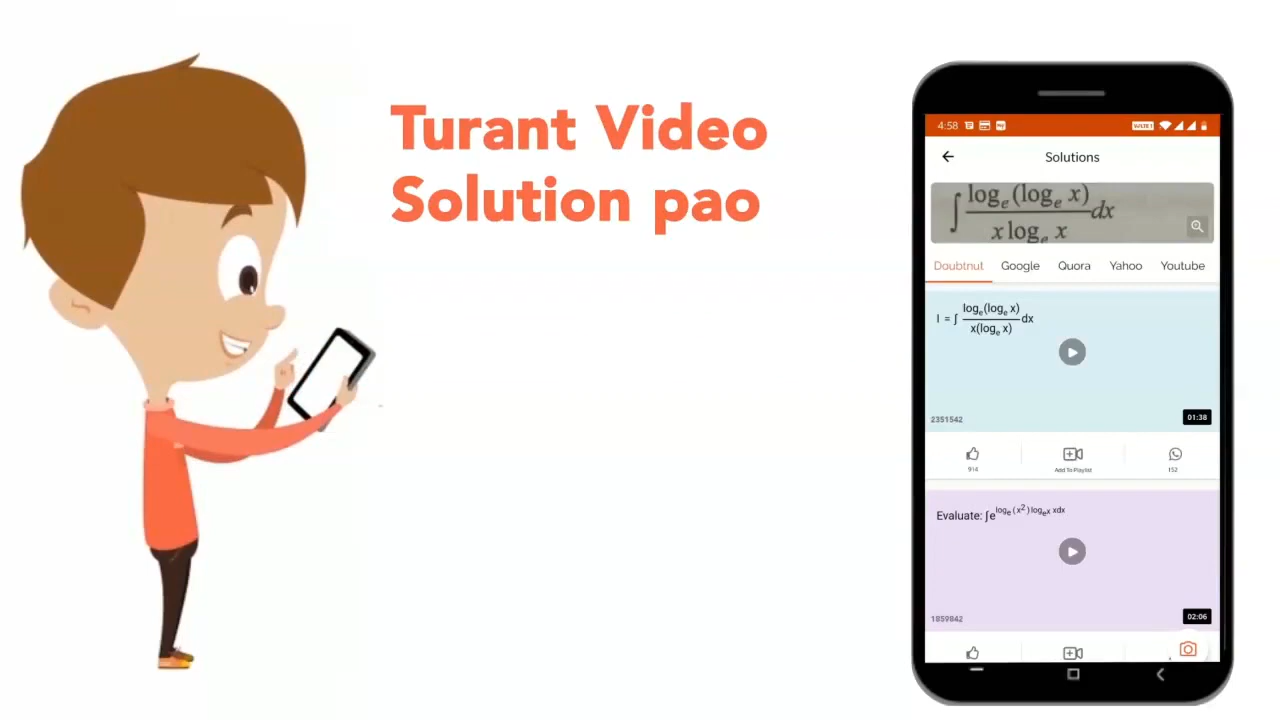 Turant Video
Solution pao
4:58
Solutions
∫ logₑ(logₑ x) / x logₑ x dx
Doubtnut Google Quora Yahoo Youtube
I = ∫ logₑ(logₑ x) / x(logₑ x) dx
2351542
01:38
914
Add To Playlist
152
Evaluate: ∫e^logₑ(x²)logₑx xdx
1859842
02:06